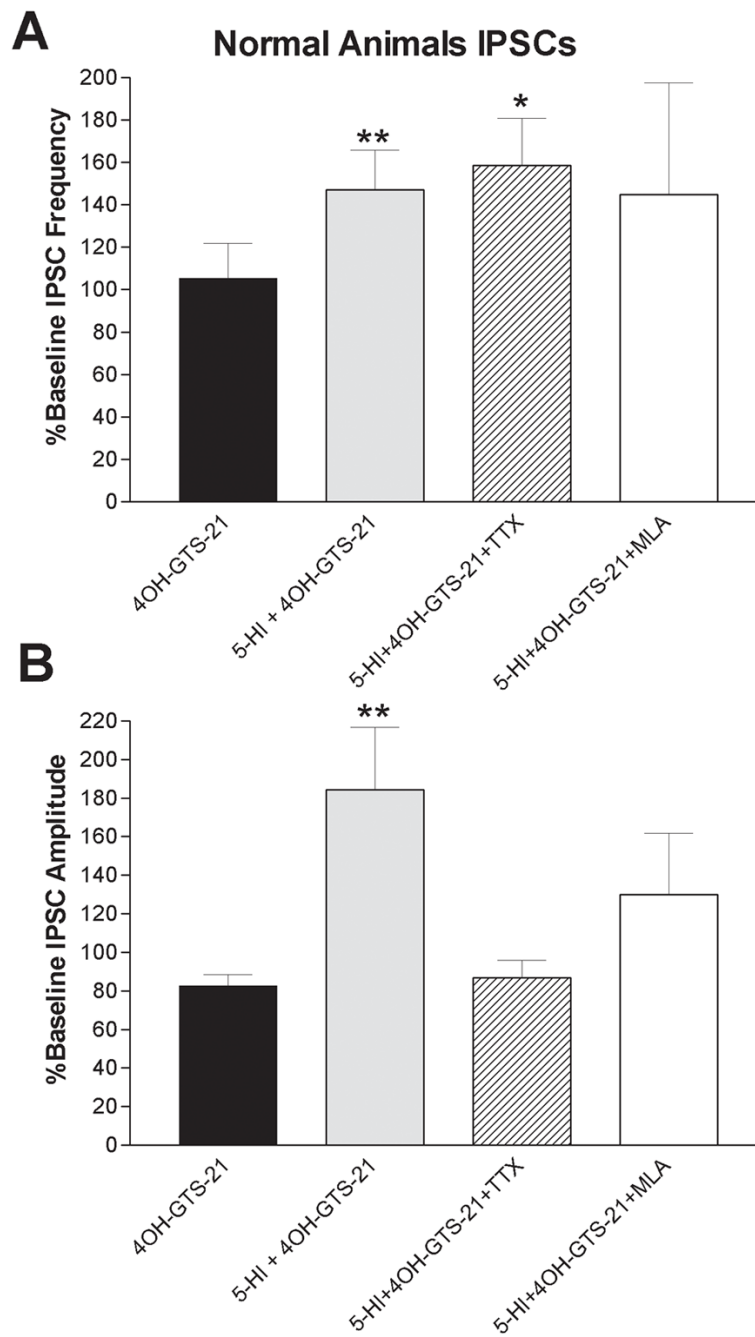 A
Normal Animals IPSCs
%Baseline IPSC Frequency
200
180
160
140
120
100
80
60
40
20
0
**
*
4OH-GTS-21
5-HI + 4OH-GTS-21
5-HI+4OH-GTS-21+TTX
5-HI+4OH-GTS-21+MLA
B
%Baseline IPSC Amplitude
220
200
180
160
140
120
100
80
60
40
20
0
**
4OH-GTS-21
5-HI + 4OH-GTS-21
5-HI+4OH-GTS-21+TTX
5-HI+4OH-GTS-21+MLA